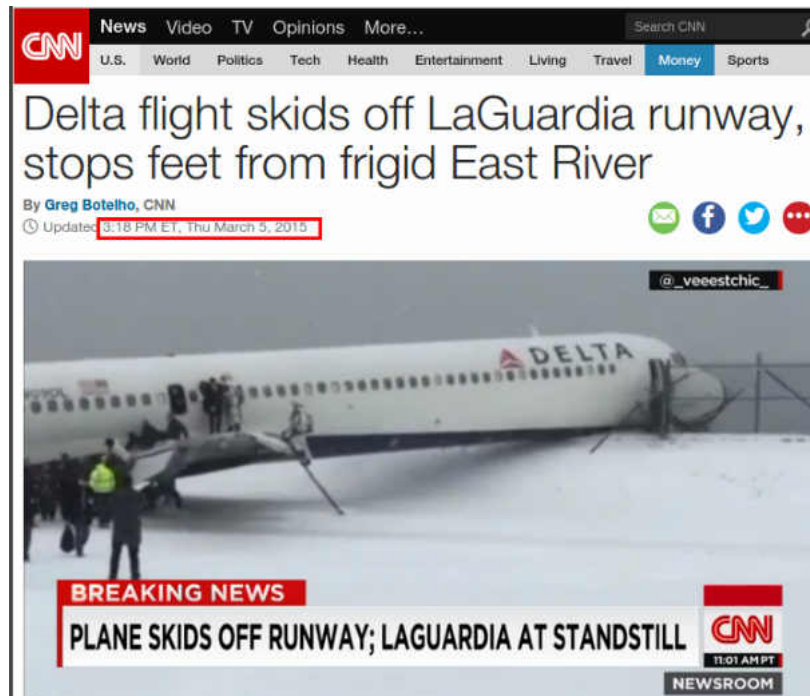 CNN
News Video TV Opinions More...
Search CNN
U.S. World Politics Tech Health Entertainment Living Travel Money Sports
Delta flight skids off LaGuardia runway,
stops feet from frigid East River
By Greg Botelho, CNN
Updated 3:18 PM ET, Thu March 5, 2015
@_veeestchic_
DELTA
BREAKING NEWS
PLANE SKIDS OFF RUNWAY; LAGUARDIA AT STANDSTILL
CNN
11:01 AM PT
NEWSROOM